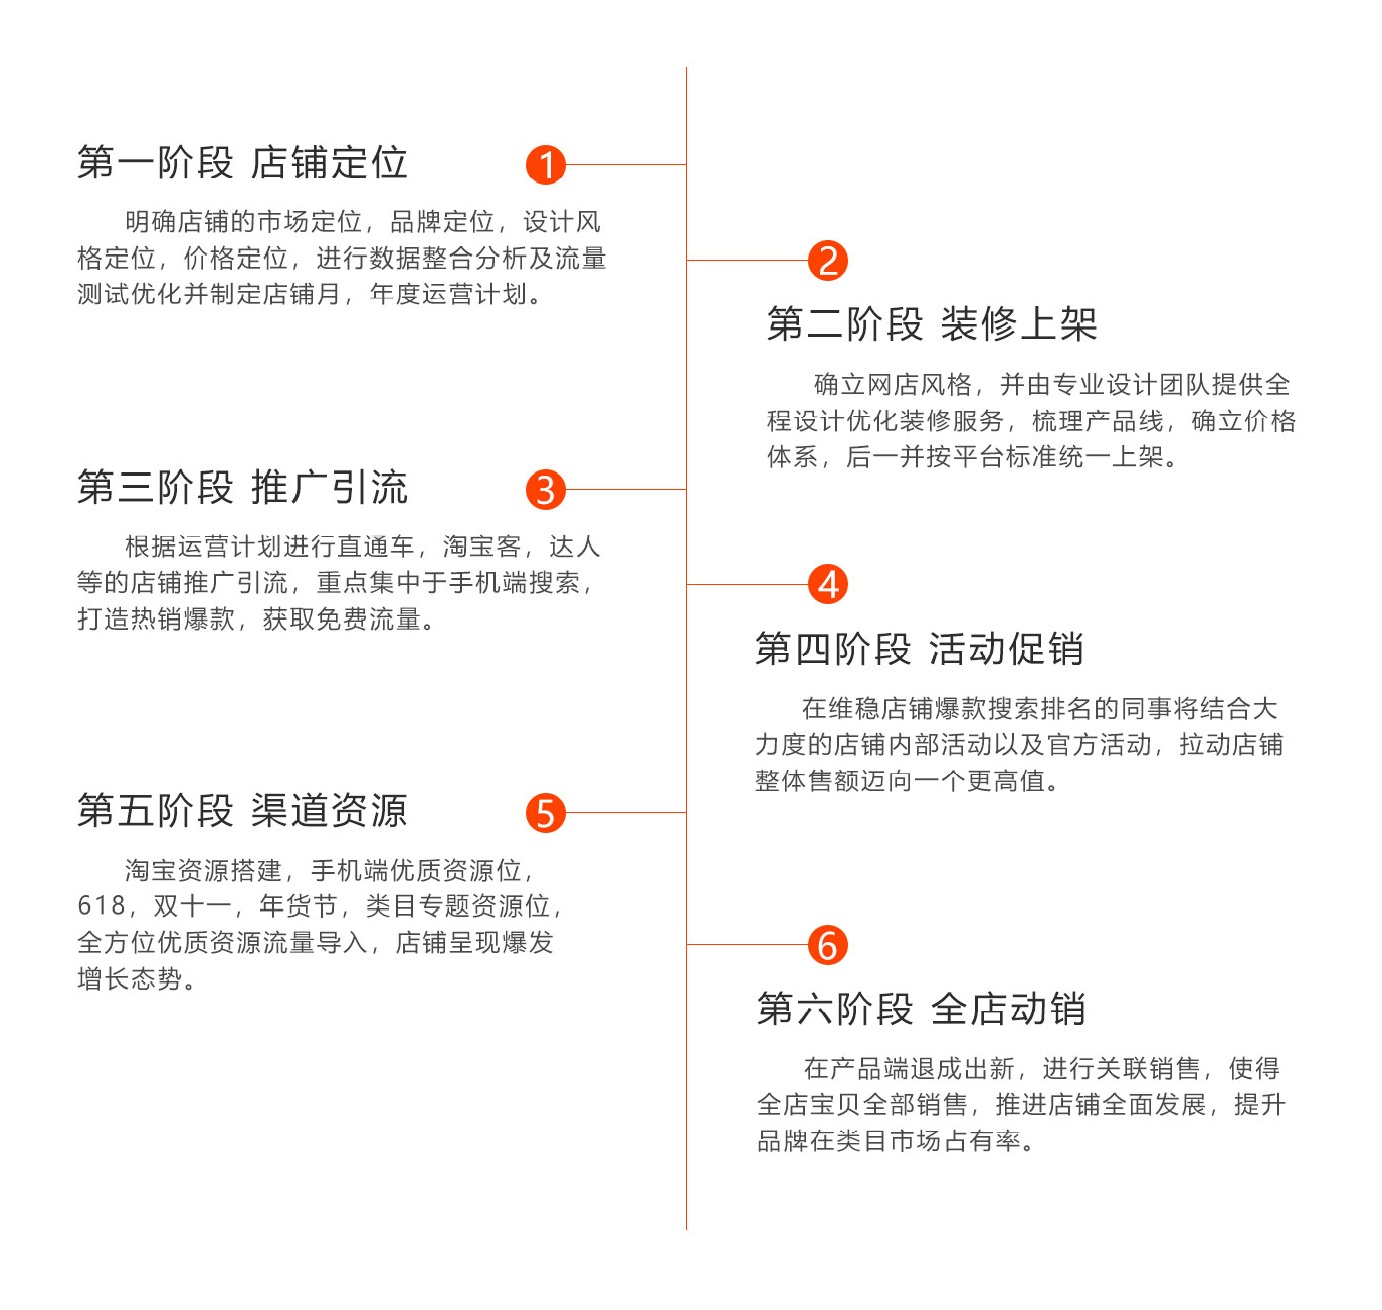 第一阶段 店铺定位
1
明确店铺的市场定位，品牌定位，设计风
格定位，价格定位，进行数据整合分析及流量
测试优化并制定店铺月，年度运营计划。
2
第二阶段 装修上架
确立网店风格，并由专业设计团队提供全
程设计优化装修服务，梳理产品线，确立价格
体系，后一并按平台标准统一上架。
第三阶段 推广引流
3
根据运营计划进行直通车，淘宝客，达人
等的店铺推广引流，重点集中于手机端搜索，
打造热销爆款，获取免费流量。
4
第四阶段 活动促销
在维稳店铺爆款搜索排名的同事将结合大
力度的店铺内部活动以及官方活动，拉动店铺
整体售额迈向一个更高值。
第五阶段 渠道资源
5
淘宝资源搭建，手机端优质资源位，
618，双十一，年货节，类目专题资源位，
全方位优质资源流量导入，店铺呈现爆发
增长态势。
6
第六阶段 全店动销
在产品端退成出新，进行关联销售，使得
全店宝贝全部销售，推进店铺全面发展，提升
品牌在类目市场占有率。